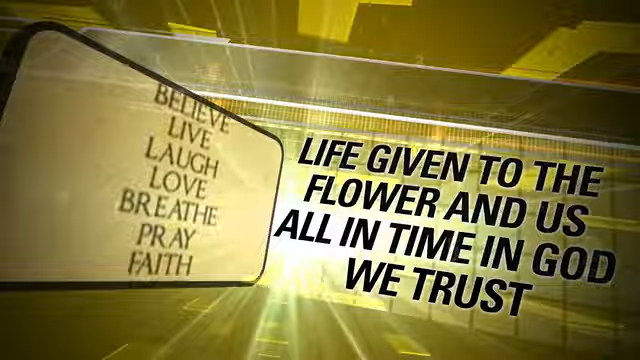 BELIEVE
LIVE
LAUGH
LOVE
BREATHE
PRAY
FAITH
LIFE GIVEN TO THE
FLOWER AND US
ALL IN TIME IN GOD
WE TRUST